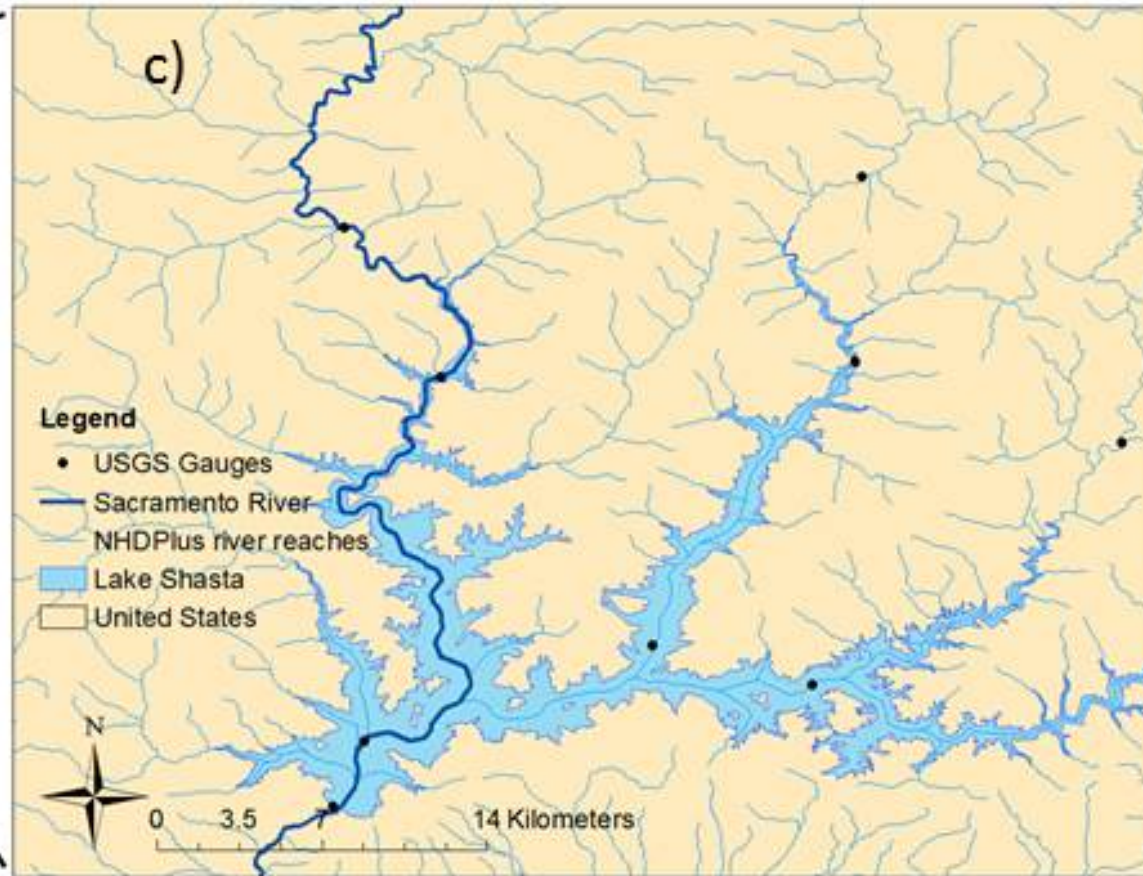 c)
Legend
USGS Gauges
Sacramento River
NHDPlus river reaches
Lake Shasta
United States
N
0 3.5 7 14 Kilometers